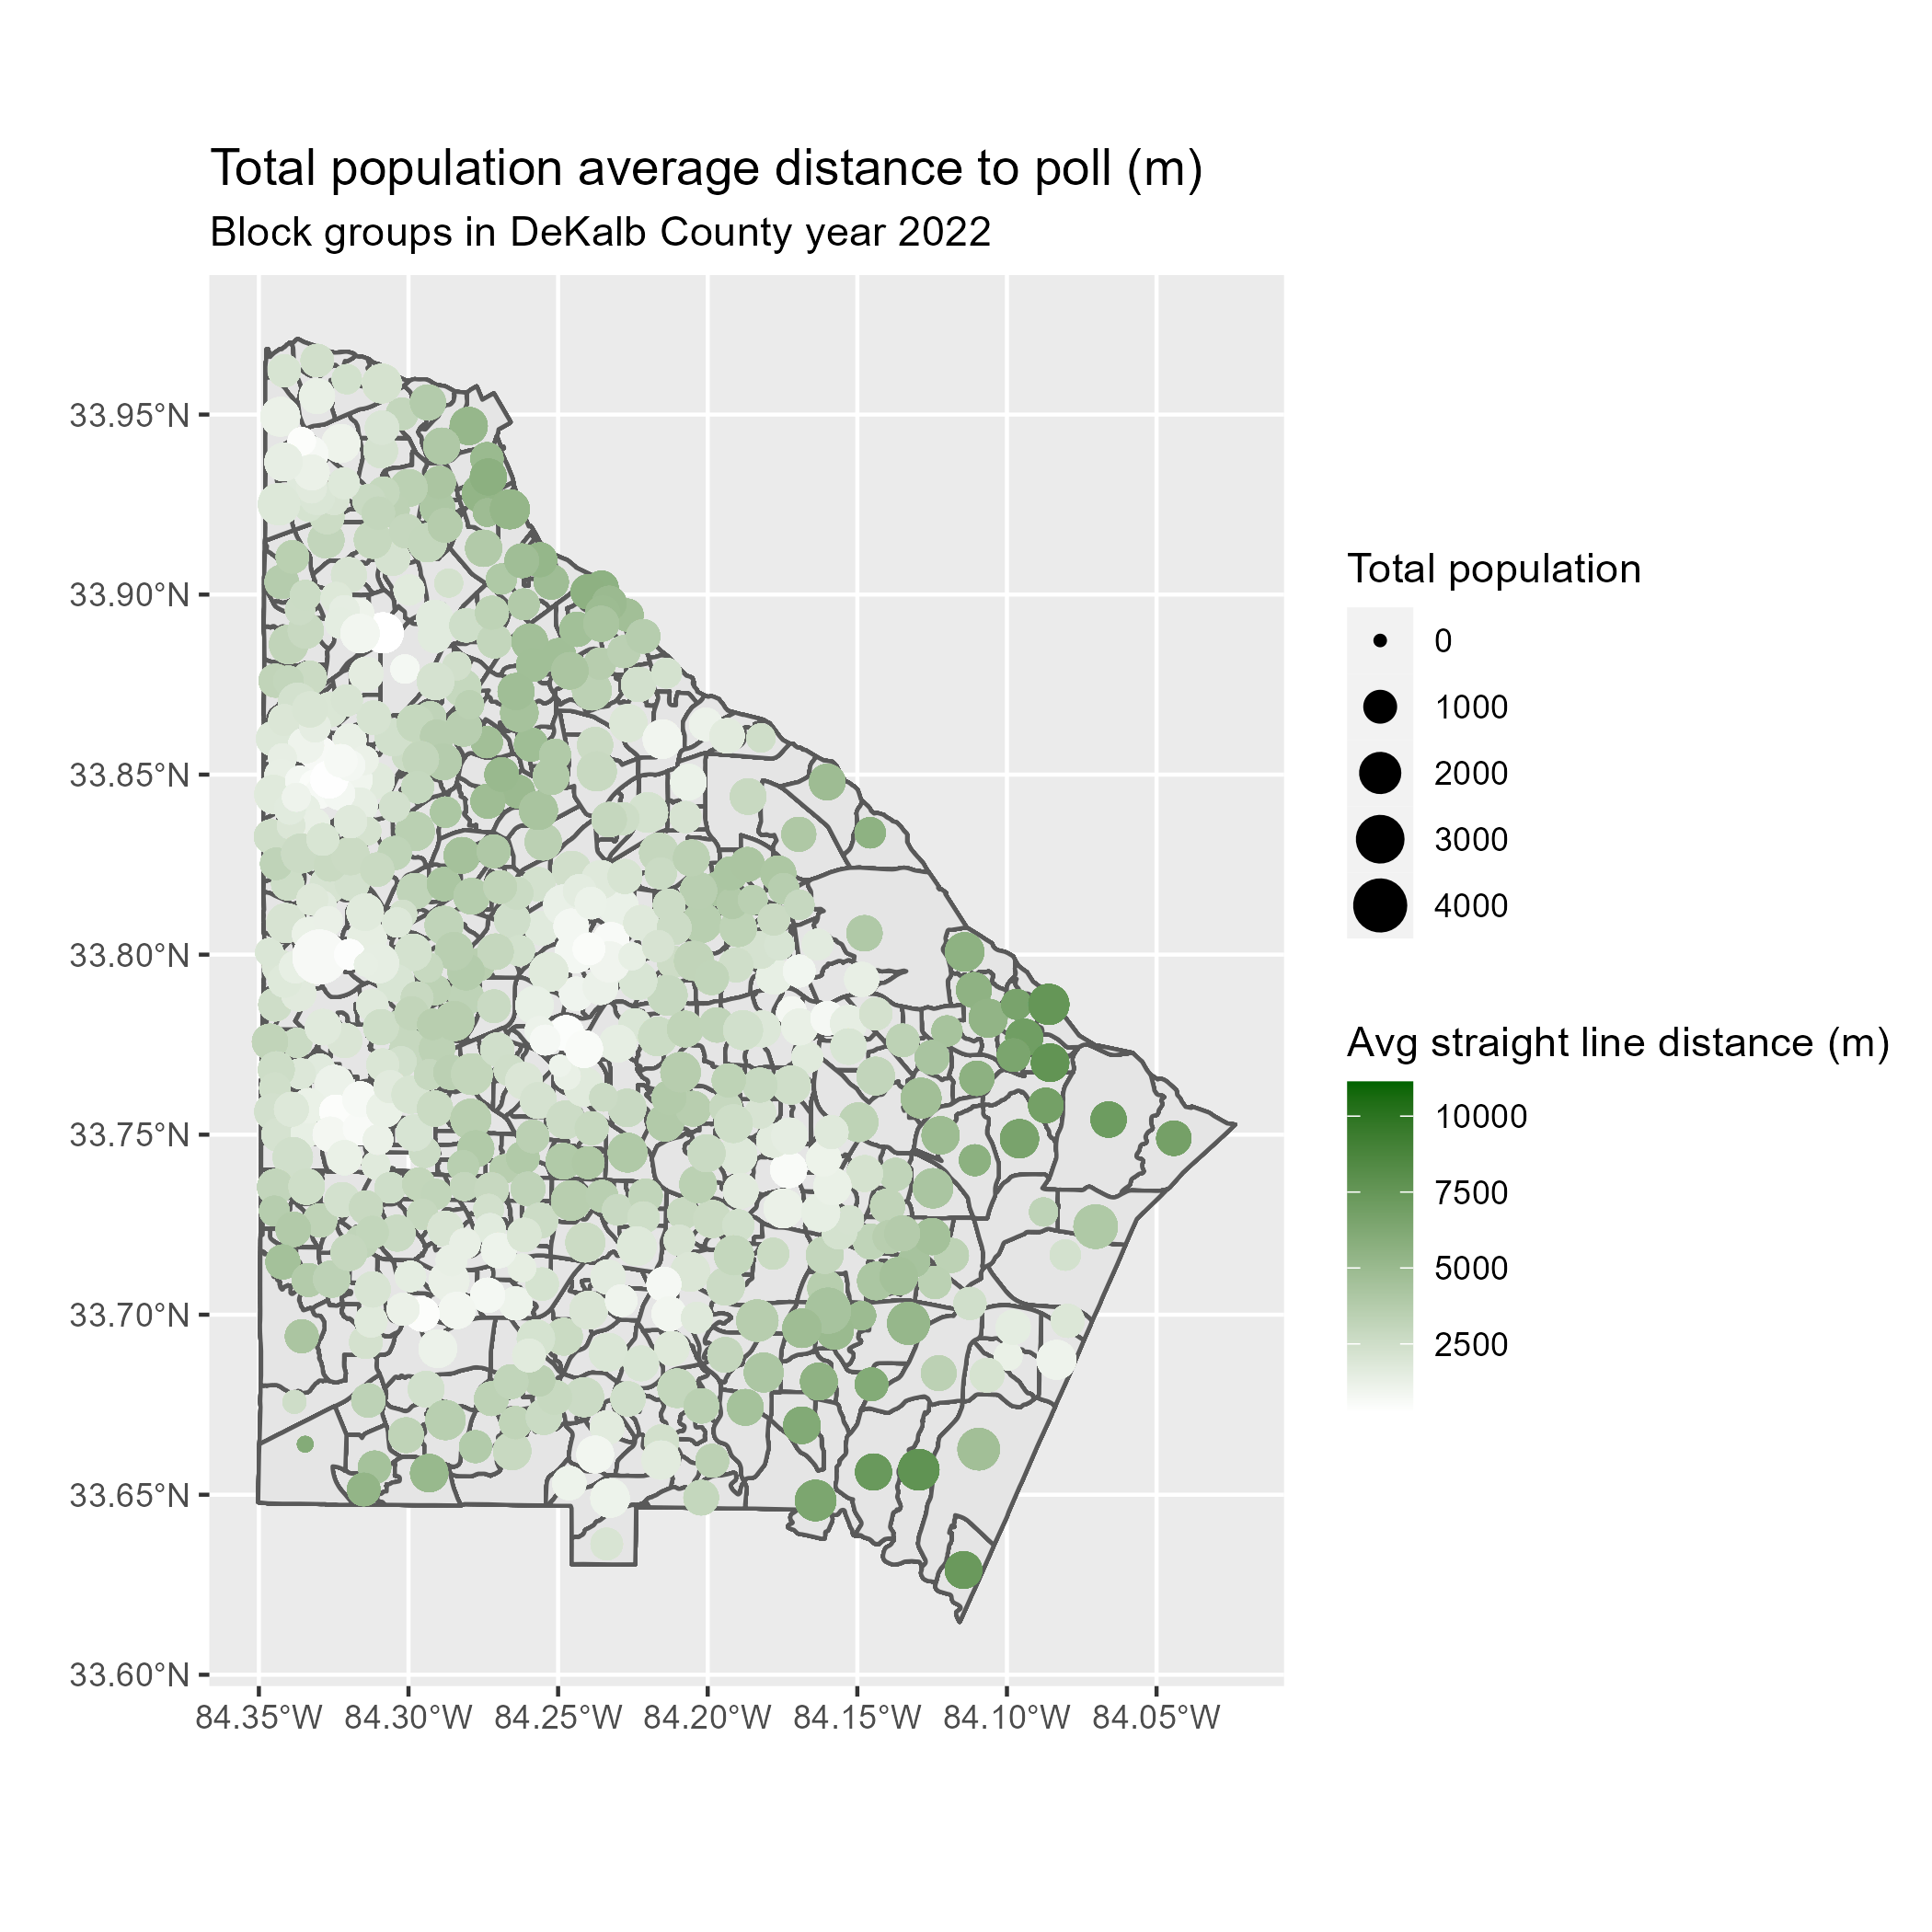 Total population average distance to poll (m)
Block groups in DeKalb County year 2022
33.95°N
33.90°N
33.85°N
33.80°N
33.75°N
33.70°N
33.65°N
33.60°N
84.35°W 84.30°W 84.25°W 84.20°W 84.15°W 84.10°W 84.05°W
Total population
0
1000
2000
3000
4000
Avg straight line distance (m)
10000
7500
5000
2500